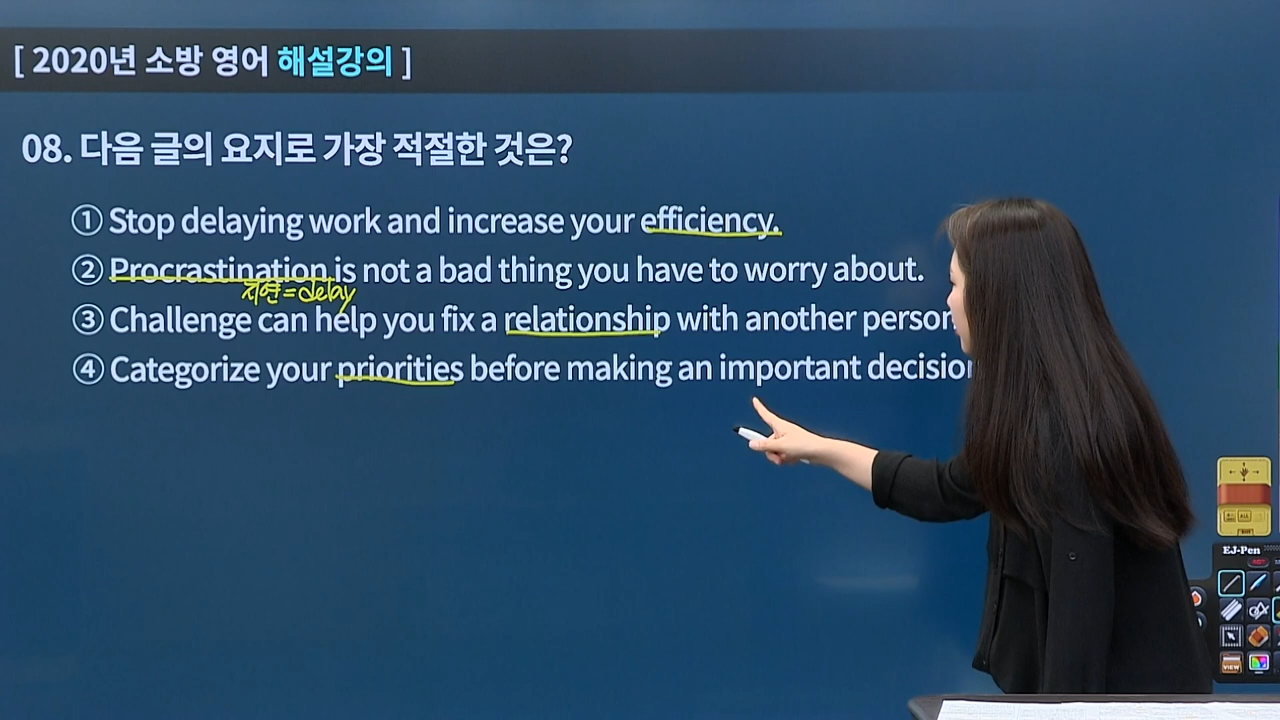 [ 2020년 소방 영어 해설강의 ]
08. 다음 글의 요지로 가장 적절한 것은?
① Stop delaying work and increase your efficiency.
② Procrastination is not a bad thing you have to worry about.
지연=delay
③ Challenge can help you fix a relationship with another person
④ Categorize your priorities before making an important decision
ALL
EJ-Pen
VIEW